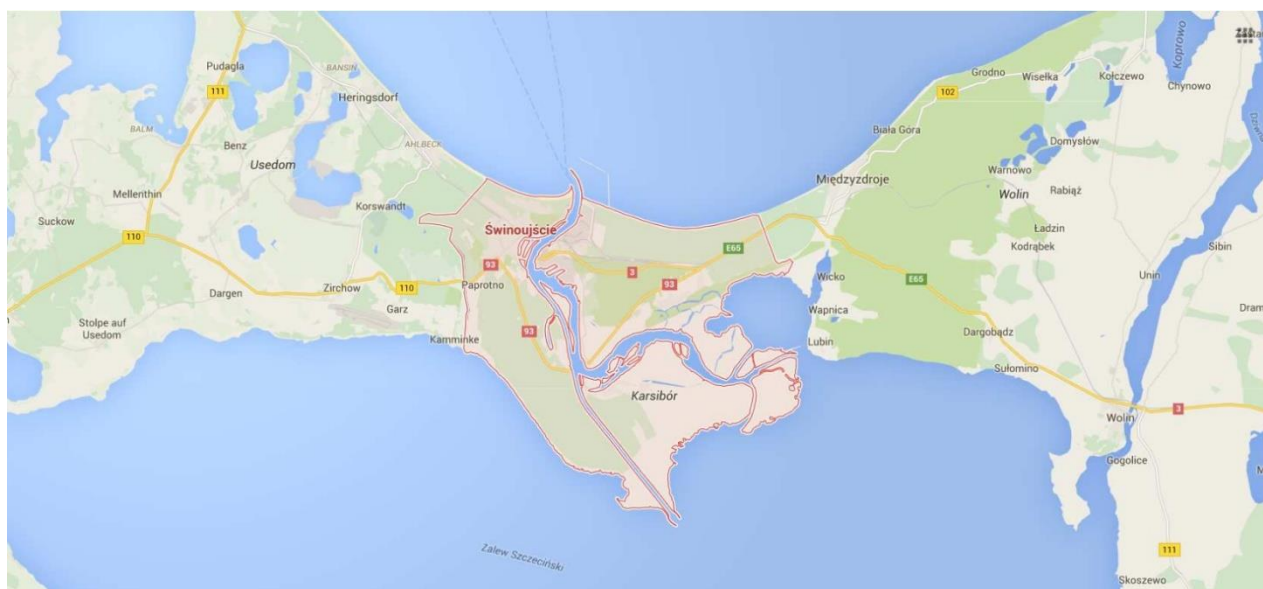 Pudagla
111
BANSIN
Heringsdorf
BALM
Benz
Usedom
AHLBECK
Mellenthin
Suckow
Korswandt
110
Świnoujście
93
Paprotno
110
Zirchow
Dargen
Garz
Stolpe auf
Usedom
Kamminke
93
3
93
E65
Karsibór
Zalew Szczeciński
Koprowo
Grodno
Wisełka
Kołczewo
Chynowo
102
Biała Góra
Domysłów
Międzyzdroje
Warnowo
Wolin
Rabiąż
Ładzin
Kodrąbek
Sibin
Wicko
E65
Unin
Wapnica
Dargobądz
Lubin
Sułomino
Wolin
3
Gogolice
111
Skoszewo